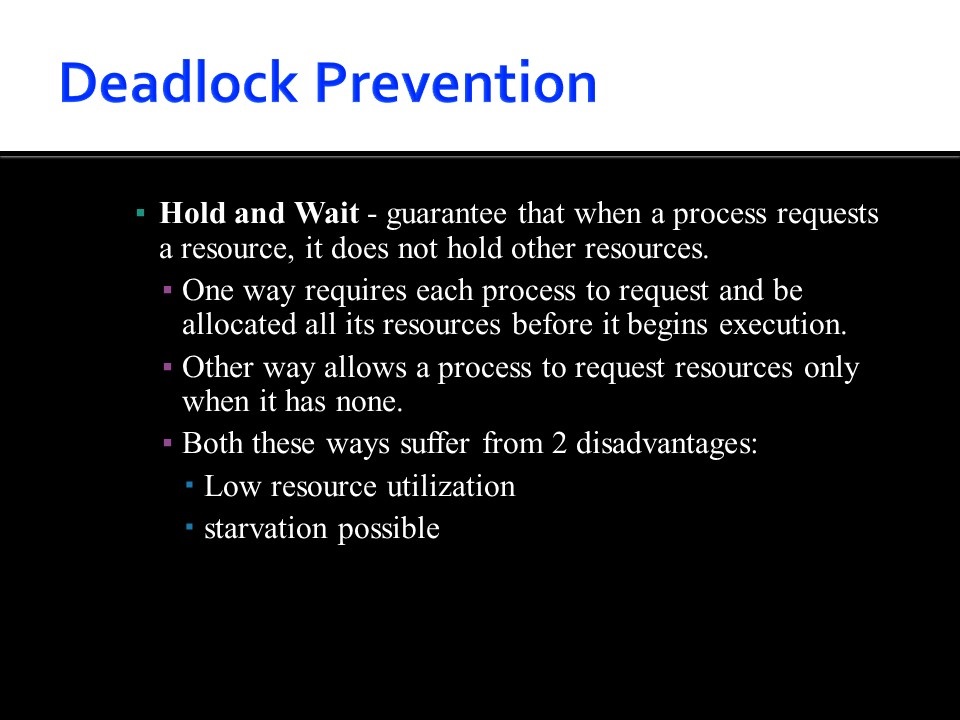 Deadlock Prevention
▪ Hold and Wait - guarantee that when a process requests
a resource, it does not hold other resources.
▪ One way requires each process to request and be
allocated all its resources before it begins execution.
▪ Other way allows a process to request resources only
when it has none.
▪ Both these ways suffer from 2 disadvantages:
▪ Low resource utilization
▪ starvation possible